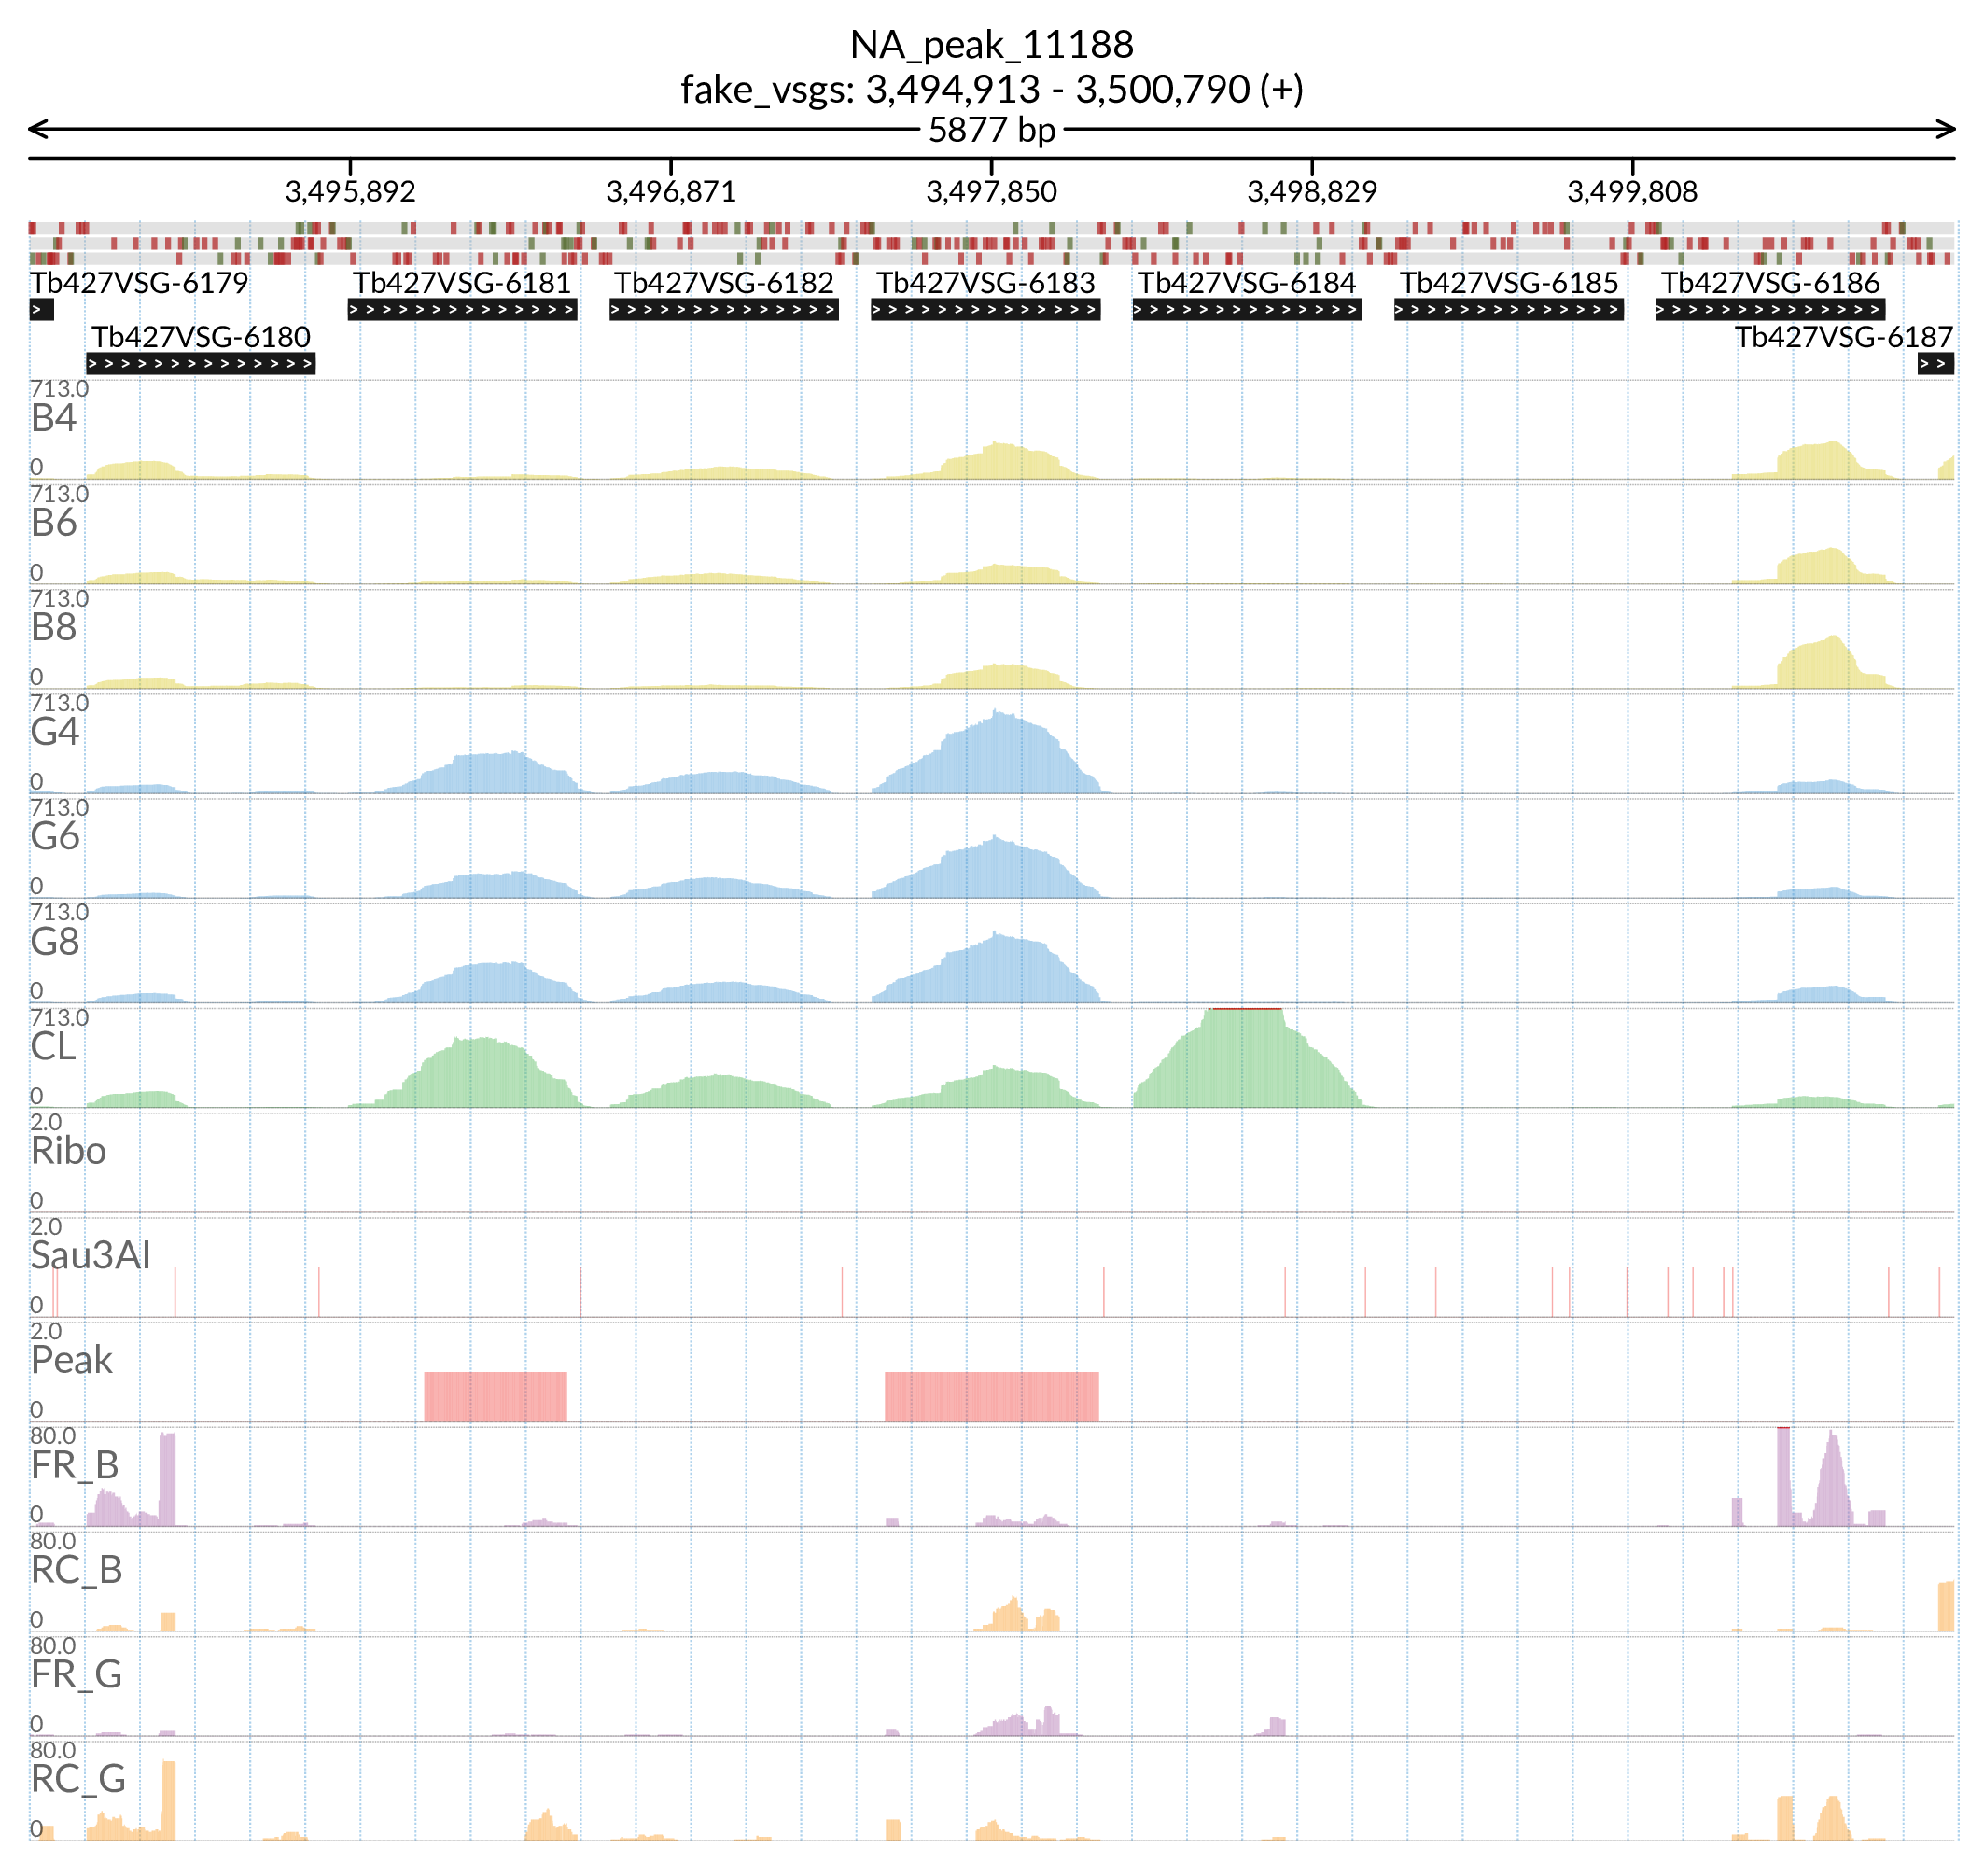 NA_peak_11188
fake_vsgs: 3,494,913 - 3,500,790 (+)
5877 bp
3,495,892 3,496,871 3,497,850 3,498,829 3,499,808
Tb427VSG-6179 Tb427VSG-6181 Tb427VSG-6182 Tb427VSG-6183 Tb427VSG-6184 Tb427VSG-6185 Tb427VSG-6186
Tb427VSG-6180 Tb427VSG-6187
713.0
B4
0
713.0
B6
0
713.0
B8
0
713.0
G4
0
713.0
G6
0
713.0
G8
0
713.0
CL
0
2.0
Ribo
0
2.0
Sau3AI
0
2.0
Peak
0
80.0
FR_B
0
80.0
RC_B
0
80.0
FR_G
0
80.0
RC_G
0